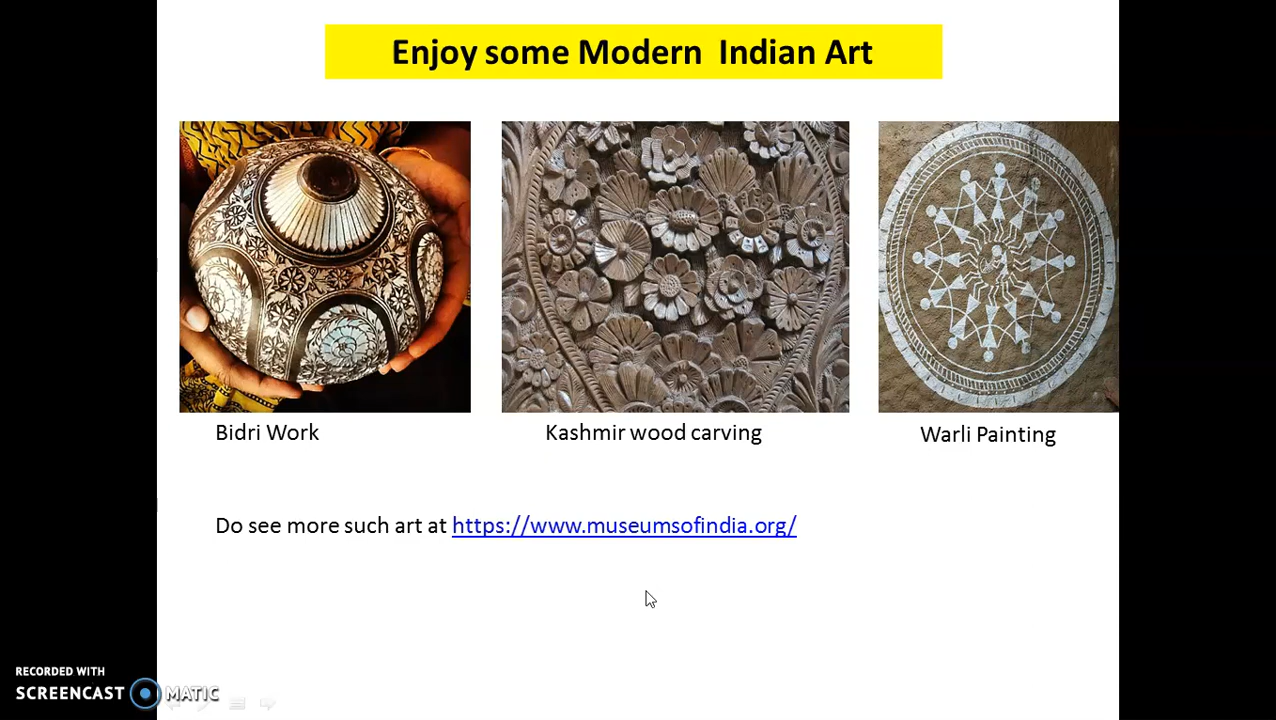 Enjoy some Modern Indian Art
Bidri Work
Kashmir wood carving
Warli Painting
Do see more such art at https://www.museumsofindia.org/
RECORDED WITH
SCREENCAST MATIC